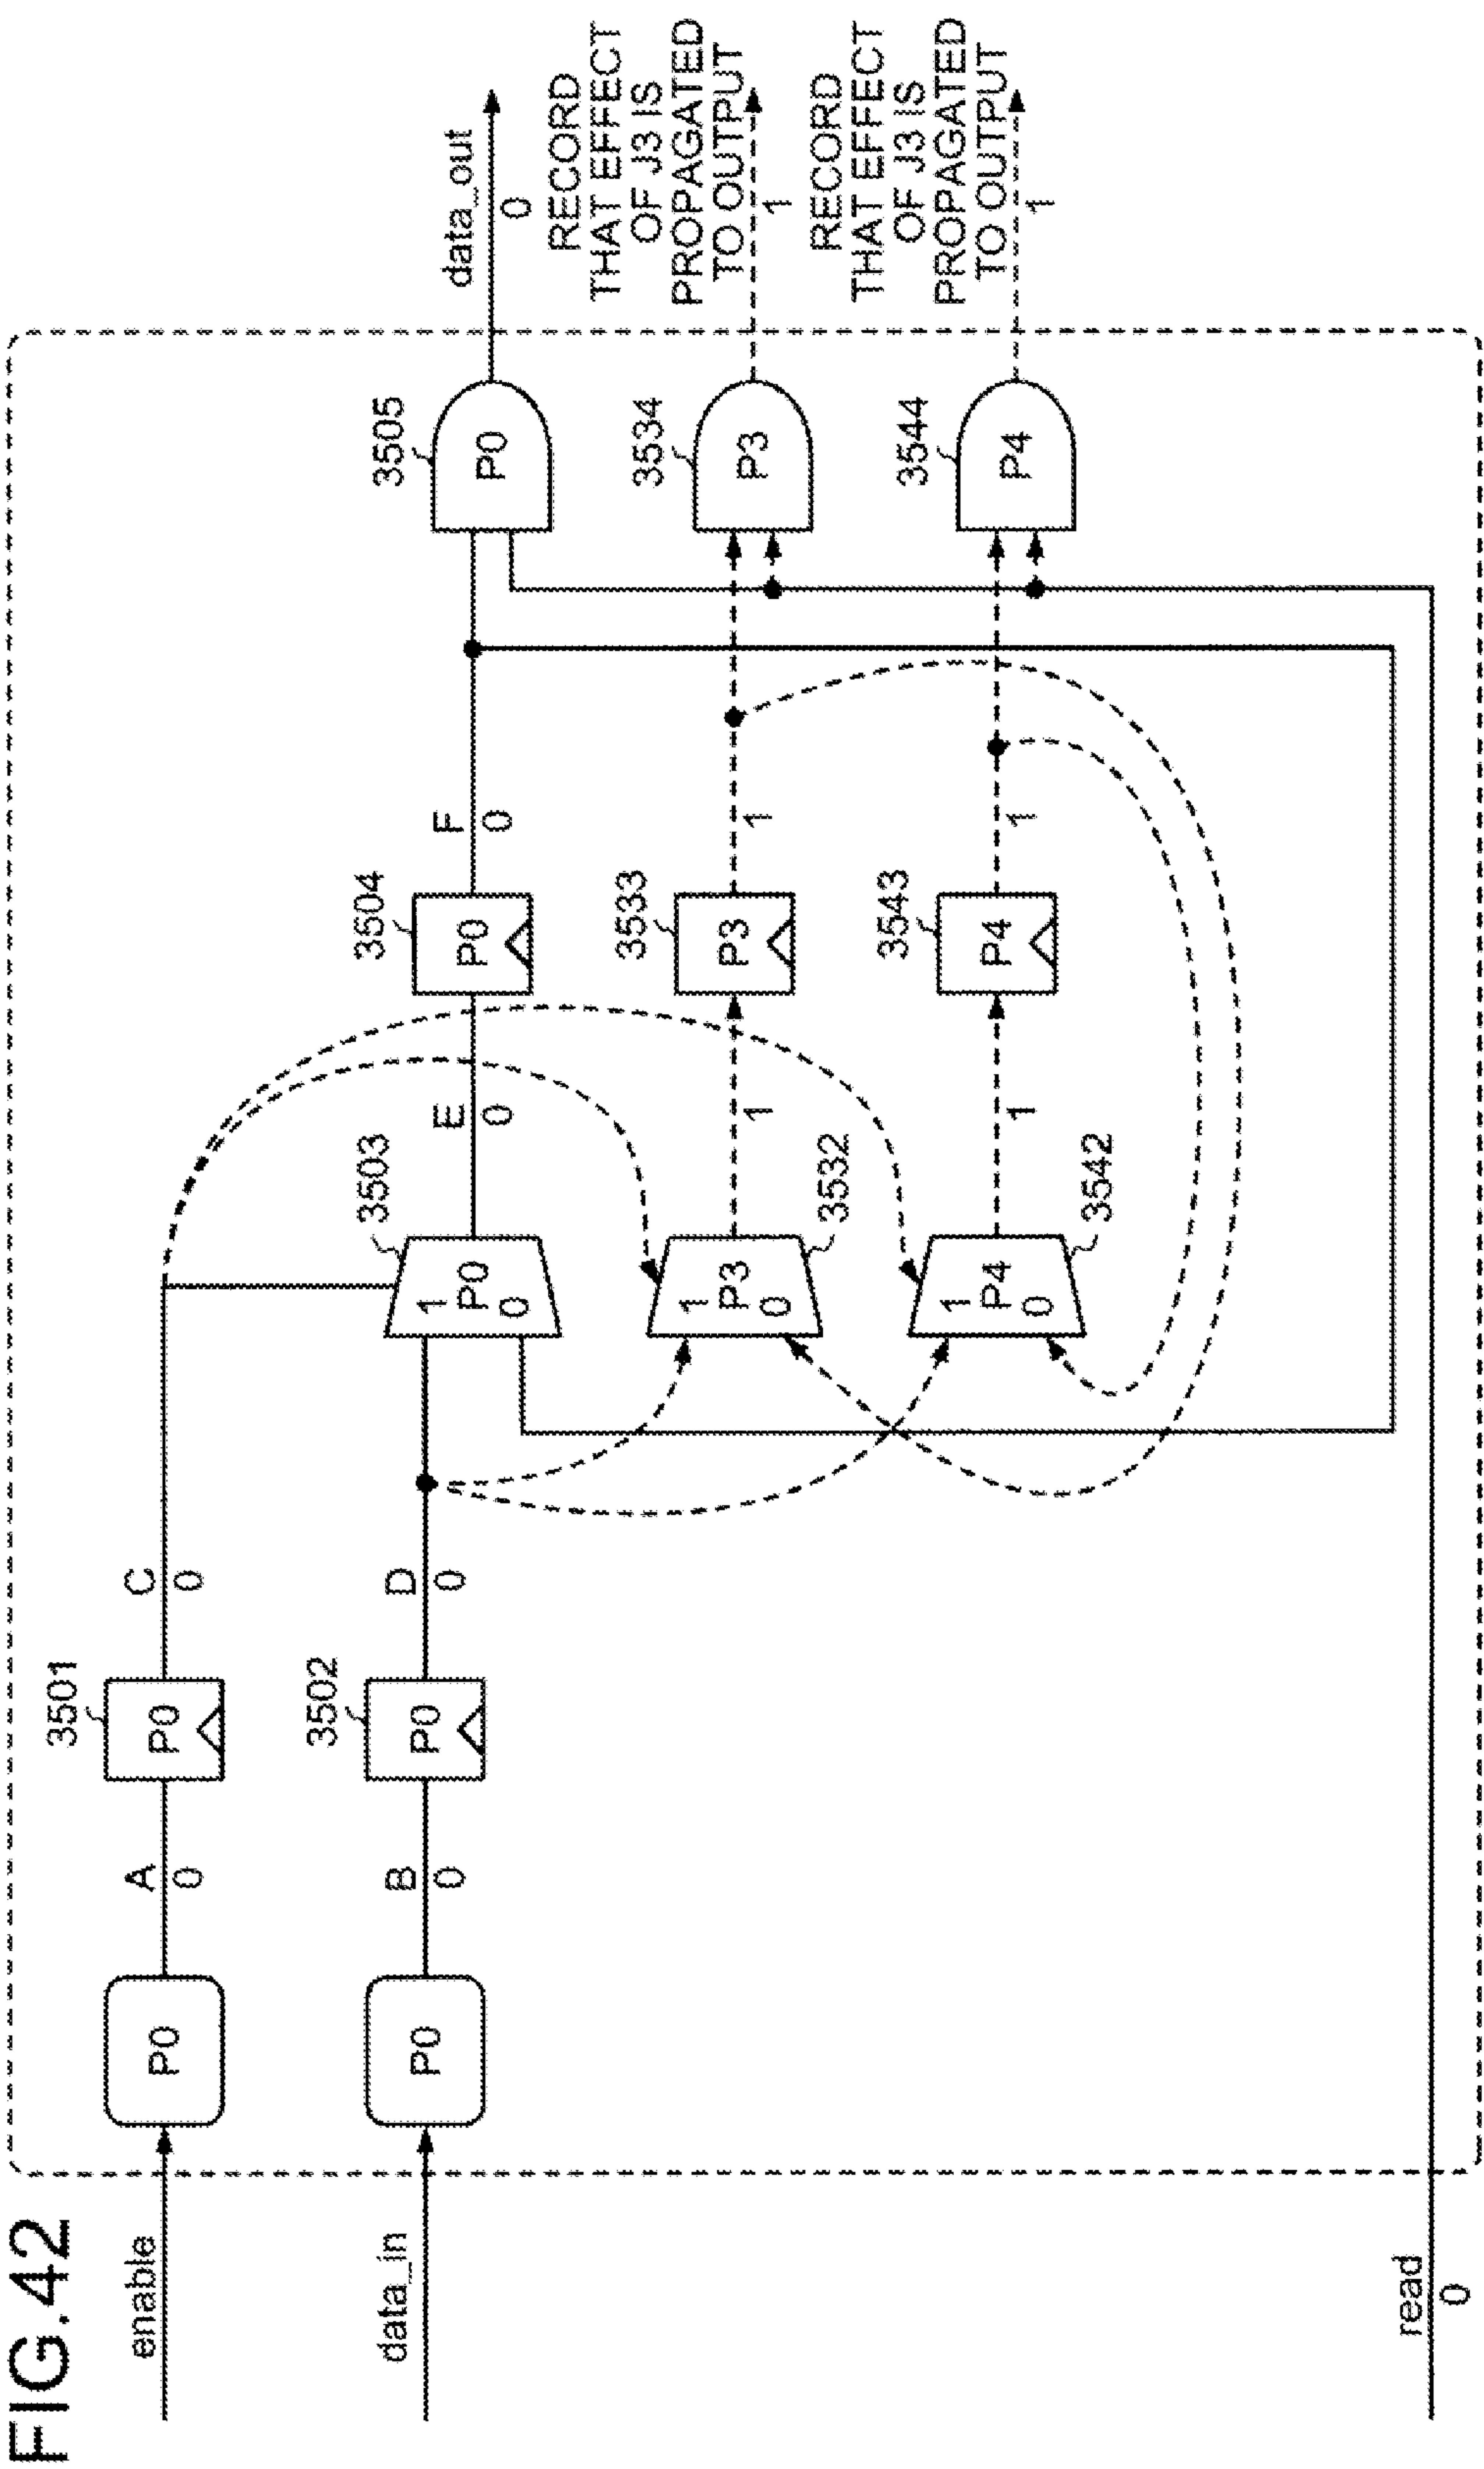 FIG.42
enable
P0
A
0
3501
P0
C
0
data_in
P0
B
0
3502
P0
D
0
3503
1
P0
0
E
0
3504
P0
F
0
3505
P0
data_out
0
1
P3
0
3532
1
3533
P3
1
3534
P3
RECORD
THAT EFFECT
OF J3 IS
PROPAGATED
TO OUTPUT
1
1
P4
0
3542
1
3543
P4
1
3544
P4
RECORD
THAT EFFECT
OF J3 IS
PROPAGATED
TO OUTPUT
1
read
0